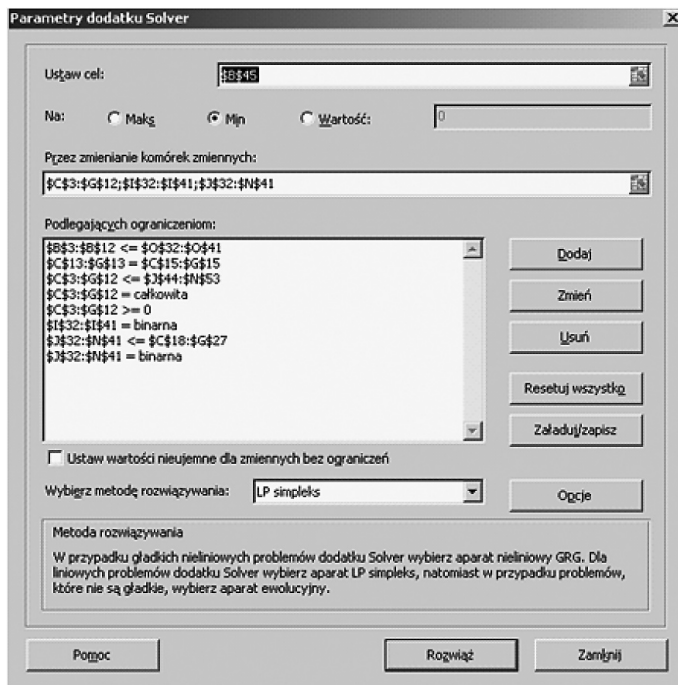 Parametry dodatku Solver
Ustaw cel:
$B$45
Na:
Maks
Min
Wartość:
0
Przez zmienianie komórek zmiennych:
$C$3:$G$12;$I$32:$I$41;$J$32:$N$41
Podlegających ograniczeniom:
$B$3:$B$12 <= $O$32:$O$41
$C$13:$G$13 = $C$15:$G$15
$C$3:$G$12 <= $J$44:$N$53
$C$3:$G$12 = całkowita
$C$3:$G$12 >= 0
$I$32:$I$41 = binarna
$J$32:$N$41 <= $C$18:$G$27
$J$32:$N$41 = binarna
Dodaj
Zmień
Usuń
Resetuj wszystko
Załaduj/zapisz
Ustaw wartości nieujemne dla zmiennych bez ograniczeń
Wybierz metodę rozwiązywania:
LP simpleks
Opcje
Metoda rozwiązywania
W przypadku gładkich nieliniowych problemów dodatku Solver wybierz aparat nieliniowy GRG. Dla
liniowych problemów dodatku Solver wybierz aparat LP simpleks, natomiast w przypadku problemów,
które nie są gładkie, wybierz aparat ewolucyjny.
Pomoc
Rozwiąż
Zamknij